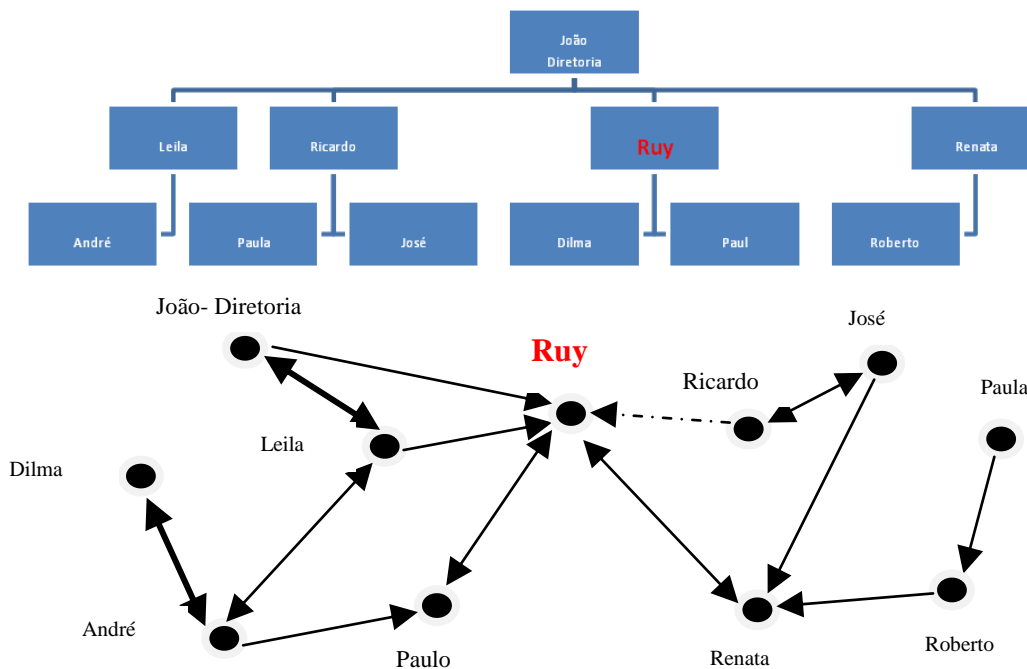 João
Diretoria
Leila
Ricardo
Ruy
Renata
André
Paula
José
Dilma
Paul
Roberto
João- Diretoria
José
Ruy
Ricardo
Paula
Leila
Dilma
André
Paulo
Renata
Roberto